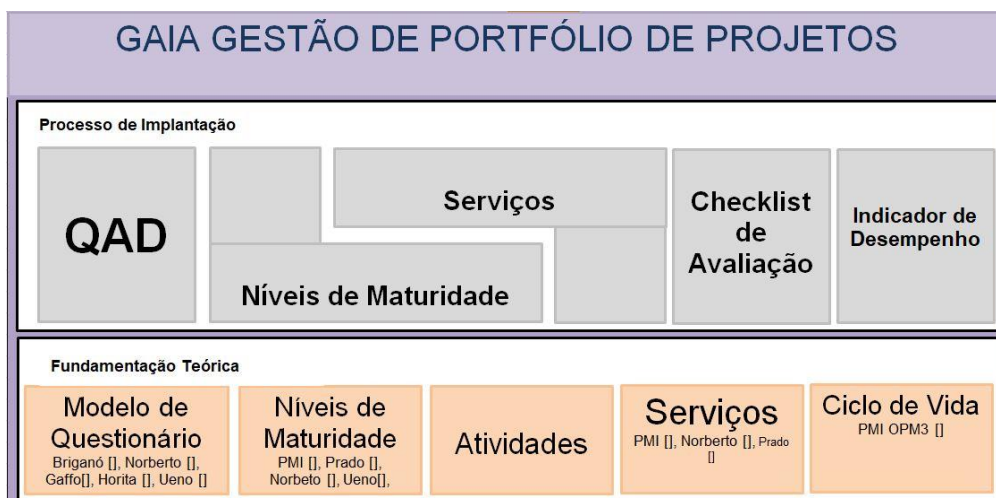 GAIA GESTÃO DE PORTFÓLIO DE PROJETOS
Processo de Implantação
QAD
Níveis de Maturidade
Serviços
Checklist
de
Avaliação
Indicador de
Desempenho
Fundamentação Teórica
Modelo de
Questionário
Briganó [], Norberto [],
Gaffo[], Horita [], Ueno []
Níveis de
Maturidade
PMI [], Prado [],
Norbeto [], Ueno[],
Atividades
Serviços
PMI [], Norberto [], Prado
[]
Ciclo de Vida
PMI OPM3 []